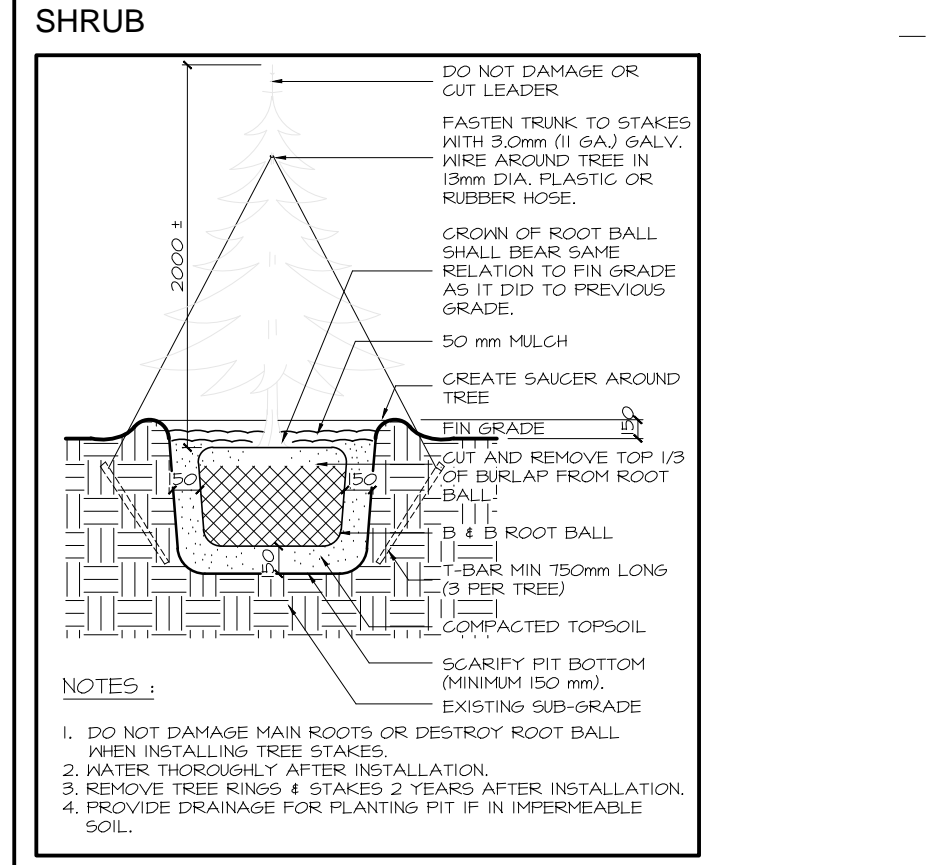 SHRUB
DO NOT DAMAGE OR
CUT LEADER
FASTEN TRUNK TO STAKES
WITH 3.0mm (11 GA.) GALV.
WIRE AROUND TREE IN
13mm DIA. PLASTIC OR
RUBBER HOSE.
2000 ±
CROWN OF ROOT BALL
SHALL BEAR SAME
RELATION TO FIN GRADE
AS IT DID TO PREVIOUS
GRADE.
50 mm MULCH
CREATE SAUCER AROUND
TREE
FIN GRADE
150
CUT AND REMOVE TOP 1/3
OF BURLAP FROM ROOT
BALL
150
150
B & B ROOT BALL
150
T-BAR MIN 750mm LONG
(3 PER TREE)
COMPACTED TOPSOIL
SCARIFY PIT BOTTOM
(MINIMUM 150 mm).
EXISTING SUB-GRADE
NOTES :
1. DO NOT DAMAGE MAIN ROOTS OR DESTROY ROOT BALL
WHEN INSTALLING TREE STAKES.
2. WATER THOROUGHLY AFTER INSTALLATION.
3. REMOVE TREE RINGS & STAKES 2 YEARS AFTER INSTALLATION.
4. PROVIDE DRAINAGE FOR PLANTING PIT IF IN IMPERMEABLE
SOIL.